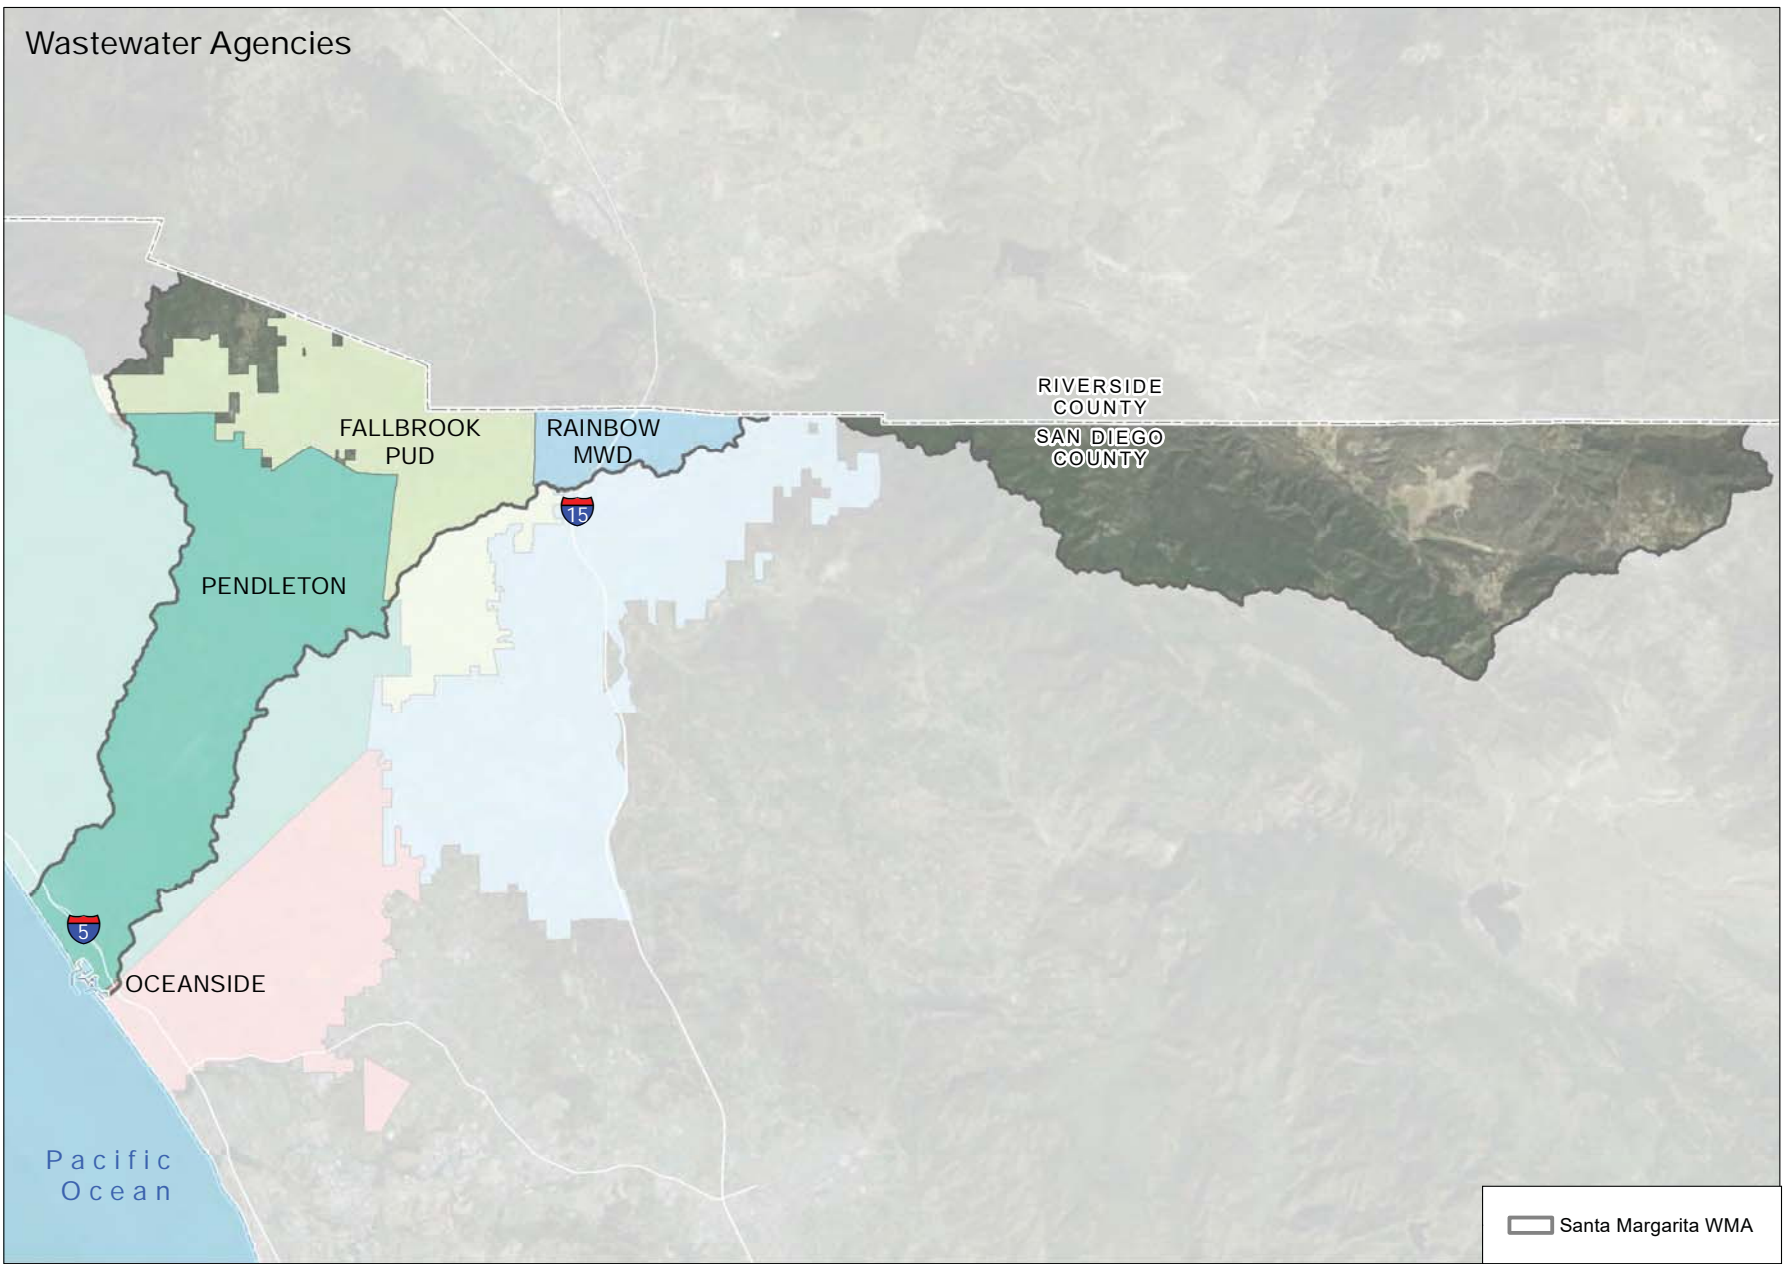 Wastewater Agencies
RIVERSIDE
COUNTY
SAN DIEGO
COUNTY
FALLBROOK
PUD
RAINBOW
MWD
15
PENDLETON
5
OCEANSIDE
Pacific
Ocean
Santa Margarita WMA